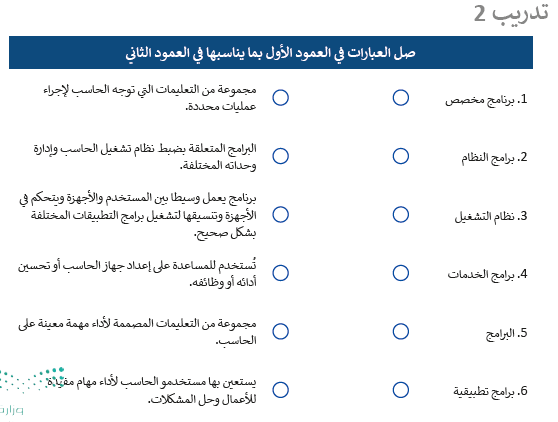 تدريب 2
صل العبارات في العمود الأول بما يناسبها في العمود الثاني
1. برنامج مخصص
مجموعة من التعليمات التي توجه الحاسب لإجراء
عمليات محددة.
2. برامج النظام
البرامج المتعلقة بضبط نظام تشغيل الحاسب وإدارة
وحداته المختلفة.
3. نظام التشغيل
برنامج يعمل وسيطا بين المستخدم والأجهزة ويتحكم في
الأجهزة وتنسيقها لتشغيل برامج التطبيقات المختلفة
بشكل صحيح.
4. برامج الخدمات
تُستخدم للمساعدة على إعداد جهاز الحاسب أو تحسين
أدائه أو وظائفه.
5. البرامج
مجموعة من التعليمات المصممة لأداء مهمة معينة على
الحاسب.
6. برامج تطبيقية
يستعين بها مستخدمو الحاسب لأداء مهام مفيدة
للأعمال وحل المشكلات.